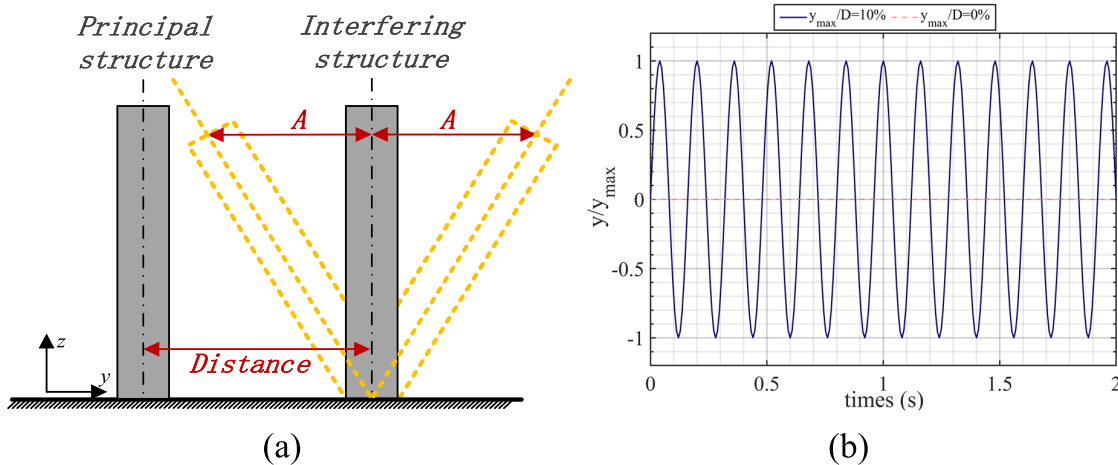 Principal
structure
Interfering
structure
A
A
Distance
z
y
(a)
y_max/D=10%
y_max/D=0%
y/y_max
1
0.5
0
-0.5
-1
0
0.5
1
1.5
2
times (s)
(b)